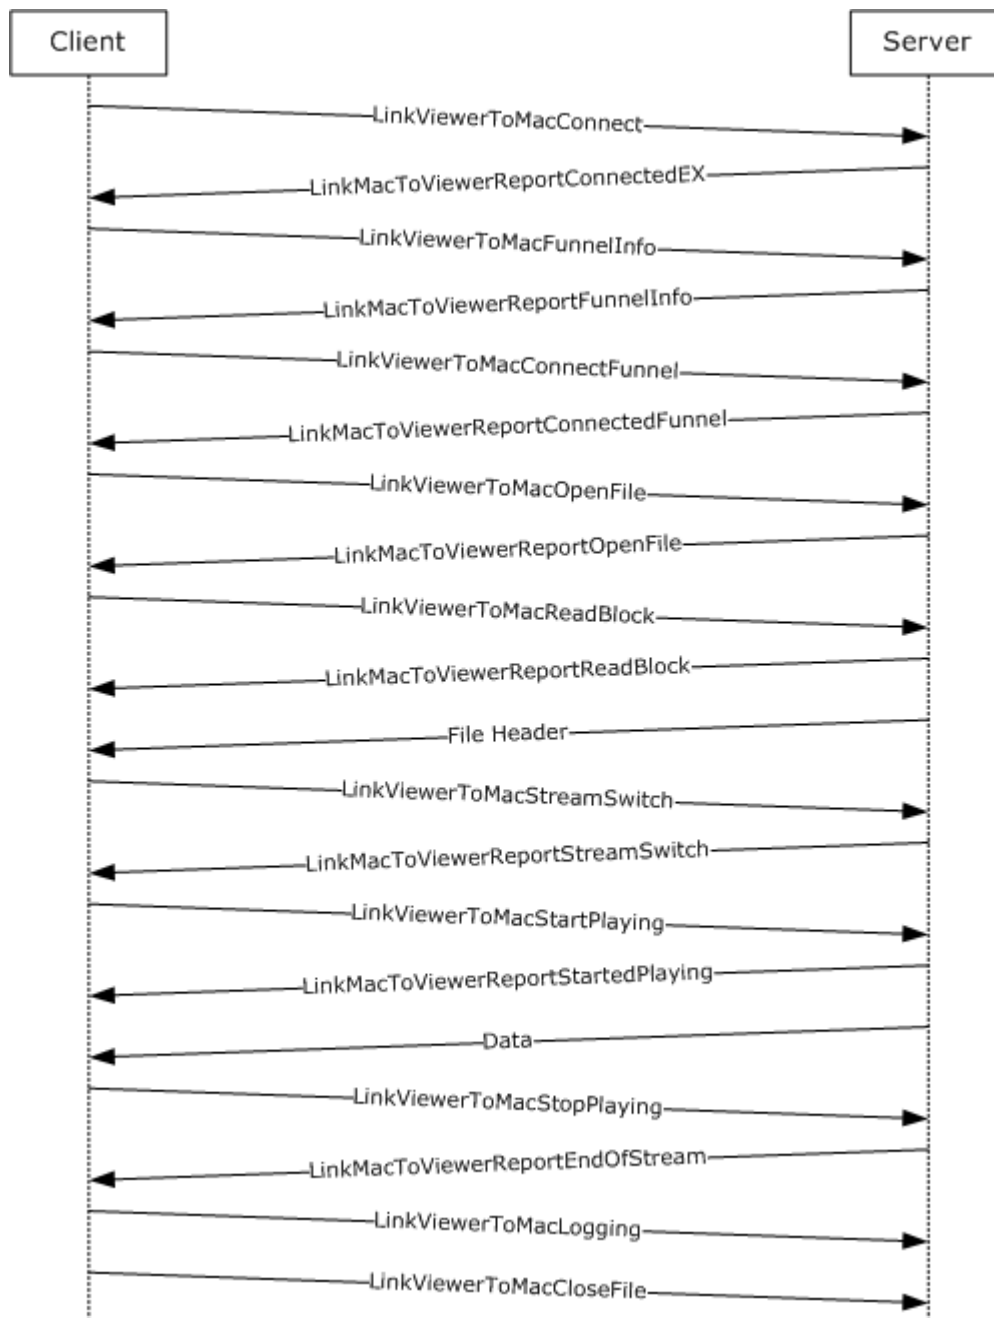 Client
Server
LinkViewerToMacConnect
LinkMacToViewerReportConnectedEX
LinkViewerToMacFunnelInfo
LinkMacToViewerReportFunnelInfo
LinkViewerToMacConnectFunnel
LinkMacToViewerReportConnectedFunnel
LinkViewerToMacOpenFile
LinkMacToViewerReportOpenFile
LinkViewerToMacReadBlock
LinkMacToViewerReportReadBlock
File Header
LinkViewerToMacStreamSwitch
LinkMacToViewerReportStreamSwitch
LinkViewerToMacStartPlaying
LinkMacToViewerReportStartedPlaying
Data
LinkViewerToMacStopPlaying
LinkMacToViewerReportEndOfStream
LinkViewerToMacLogging
LinkViewerToMacCloseFile